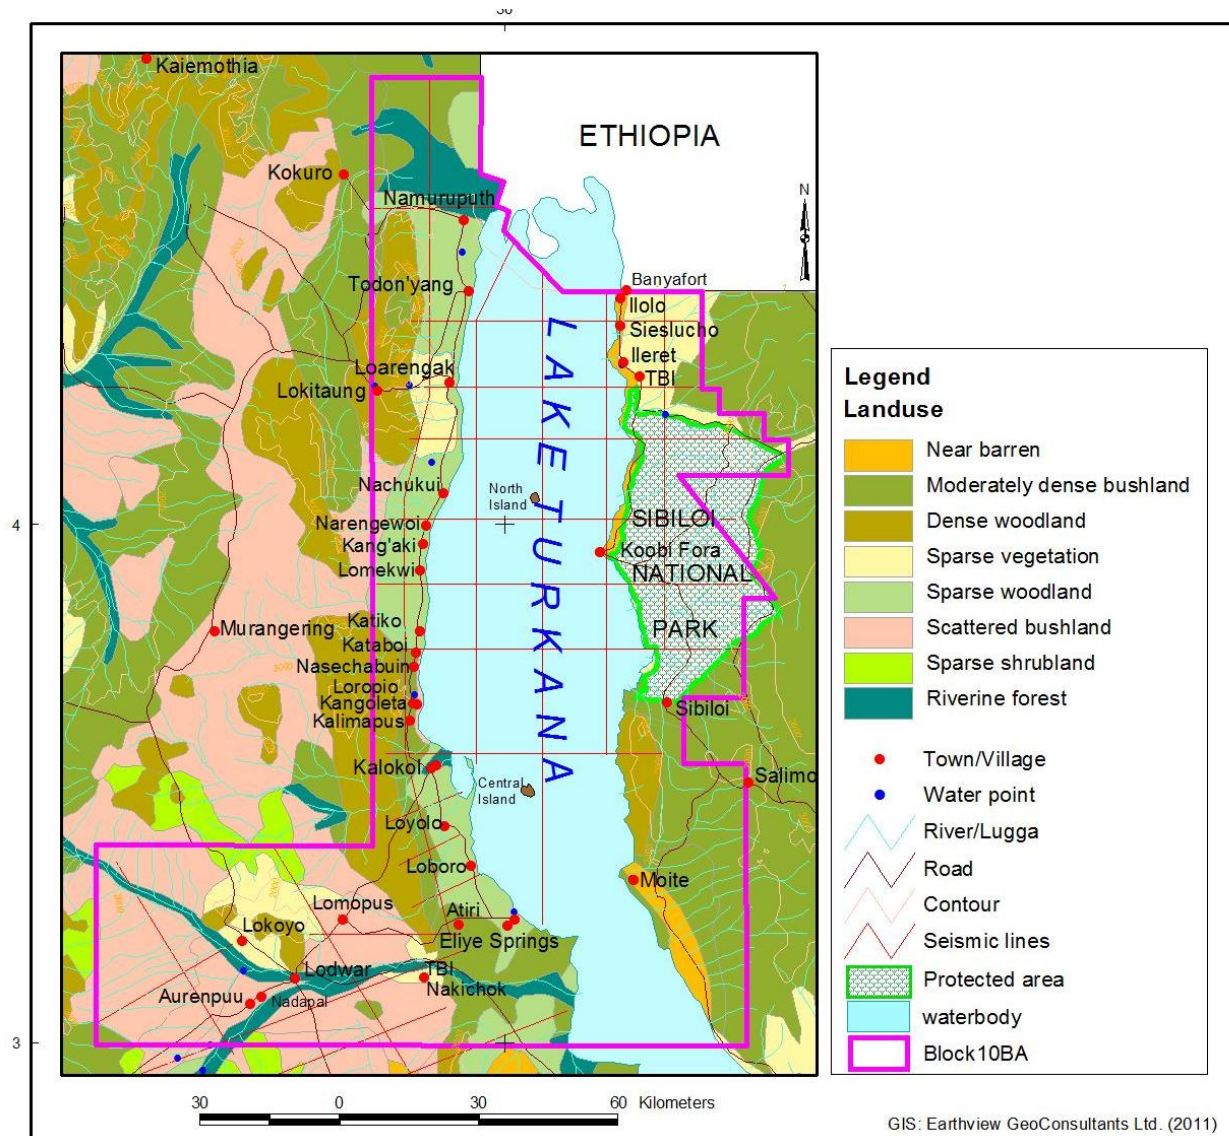 36
Kaiemothia
ETHIOPIA
Kokuro
Namuruputh
N
Todon'yang
Banyafort
Ilolo
Sieslucho
Ileret
TBI
Loarengak
Lokitaung
LAKE TURKANA
Nachukui
North
Island
4
Narengewoi
Kang'aki
Lomekwi
SIBILOI
Koobi Fora
NATIONAL
PARK
Murangering
Katiko
Kataboi
Nasechabuin
Loropio
Kangoleta
Kalimapus
Sibiloi
Kalokol
Central
Island
Salimo
Loyolo
Loboro
Moite
Lomopus
Atiri
Eliye Springs
Lokoyo
Lodwar
TBI
Nakichok
Aurenpuu
Nadapal
3
30 0 30 60 Kilometers
Legend
Landuse
Near barren
Moderately dense bushland
Dense woodland
Sparse vegetation
Sparse woodland
Scattered bushland
Sparse shrubland
Riverine forest
Town/Village
Water point
River/Lugga
Road
Contour
Seismic lines
Protected area
waterbody
Block10BA
GIS: Earthview GeoConsultants Ltd. (2011)